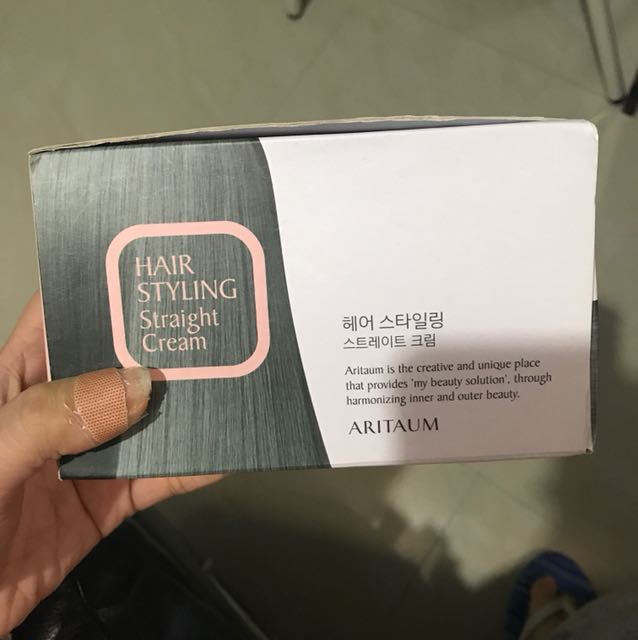 HAIR
STYLING
Straight
Cream
헤어 스타일링
스트레이트 크림
Aritaum is the creative and unique place
that provides 'my beauty solution', through
harmonizing inner and outer beauty.
ARITAUM